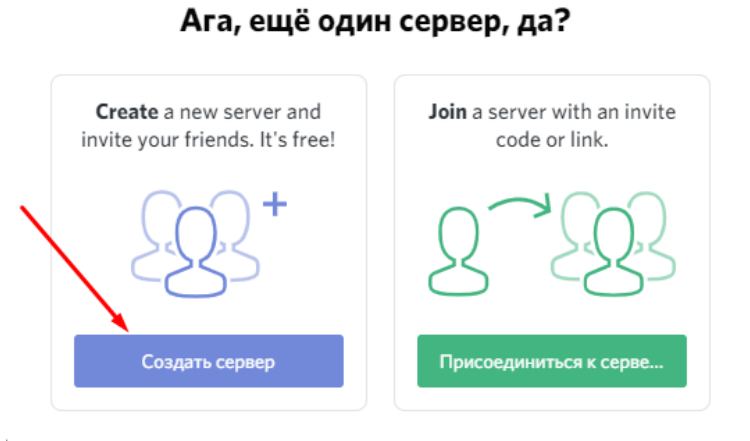 Ага, ещё один сервер, да?
Create a new server and
invite your friends. It's free!
Создать сервер
Join a server with an invite
code or link.
Присоединиться к серве...